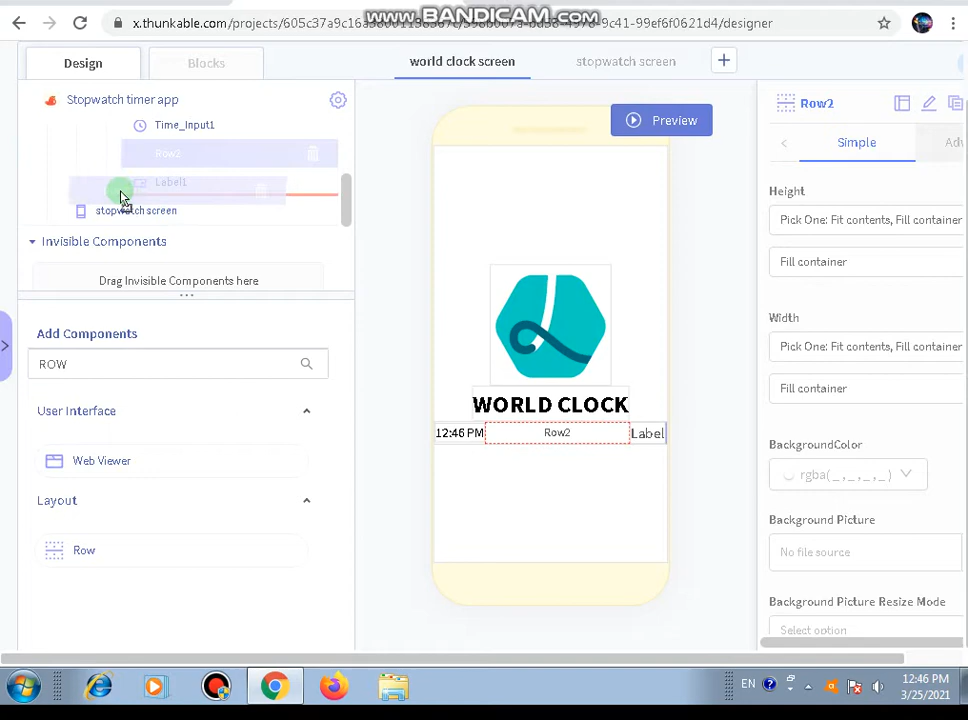 www.BANDICAM.com
Design
Blocks
world clock screen
stopwatch screen
Stopwatch timer app
Preview
Row2
Time_Input1
Row2
Simple
Label1
Height
stopwatch screen
Pick One: Fit contents, Fill container
Invisible Components
Fill container
Drag Invisible Components here
Width
Add Components
Pick One: Fit contents, Fill container
ROW
Fill container
User Interface
WORLD CLOCK
12:46 PM
Row2
Label
BackgroundColor
Web Viewer
rgba(_,_,_,_)
Layout
Background Picture
Row
No file source
Background Picture Resize Mode
Select option
EN
12:46 PM
3/25/2021